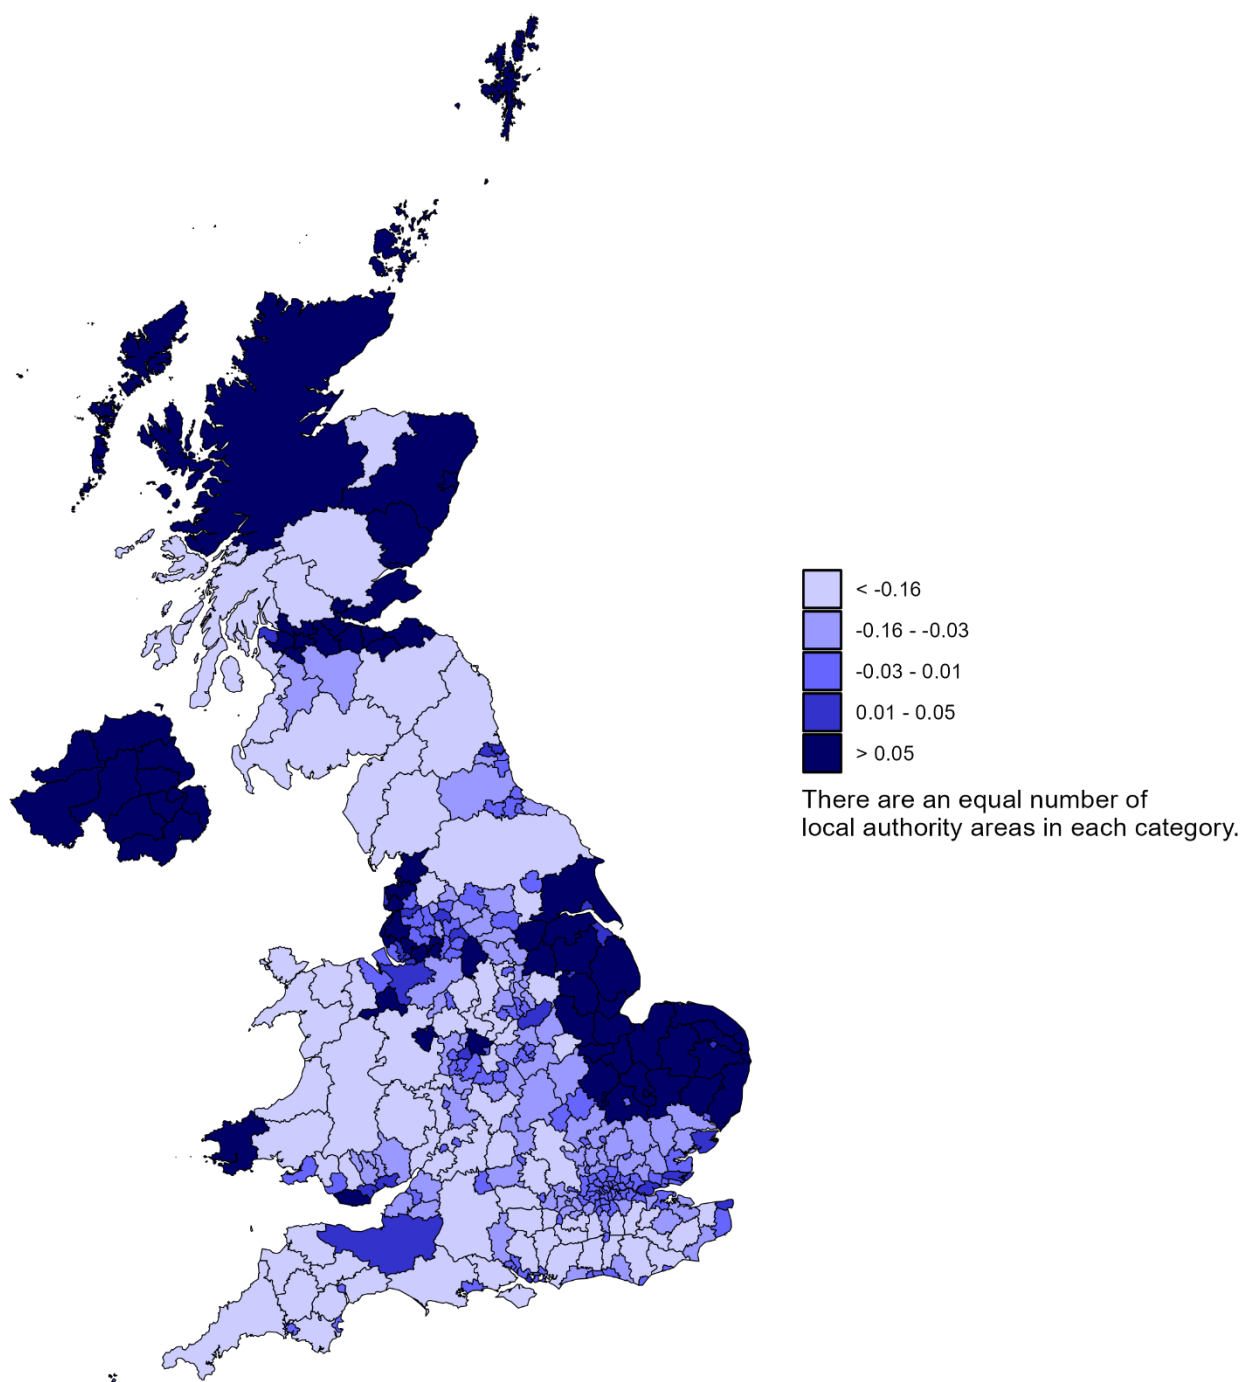 < -0.16
-0.16 - -0.03
-0.03 - 0.01
0.01 - 0.05
> 0.05
There are an equal number of
local authority areas in each category.